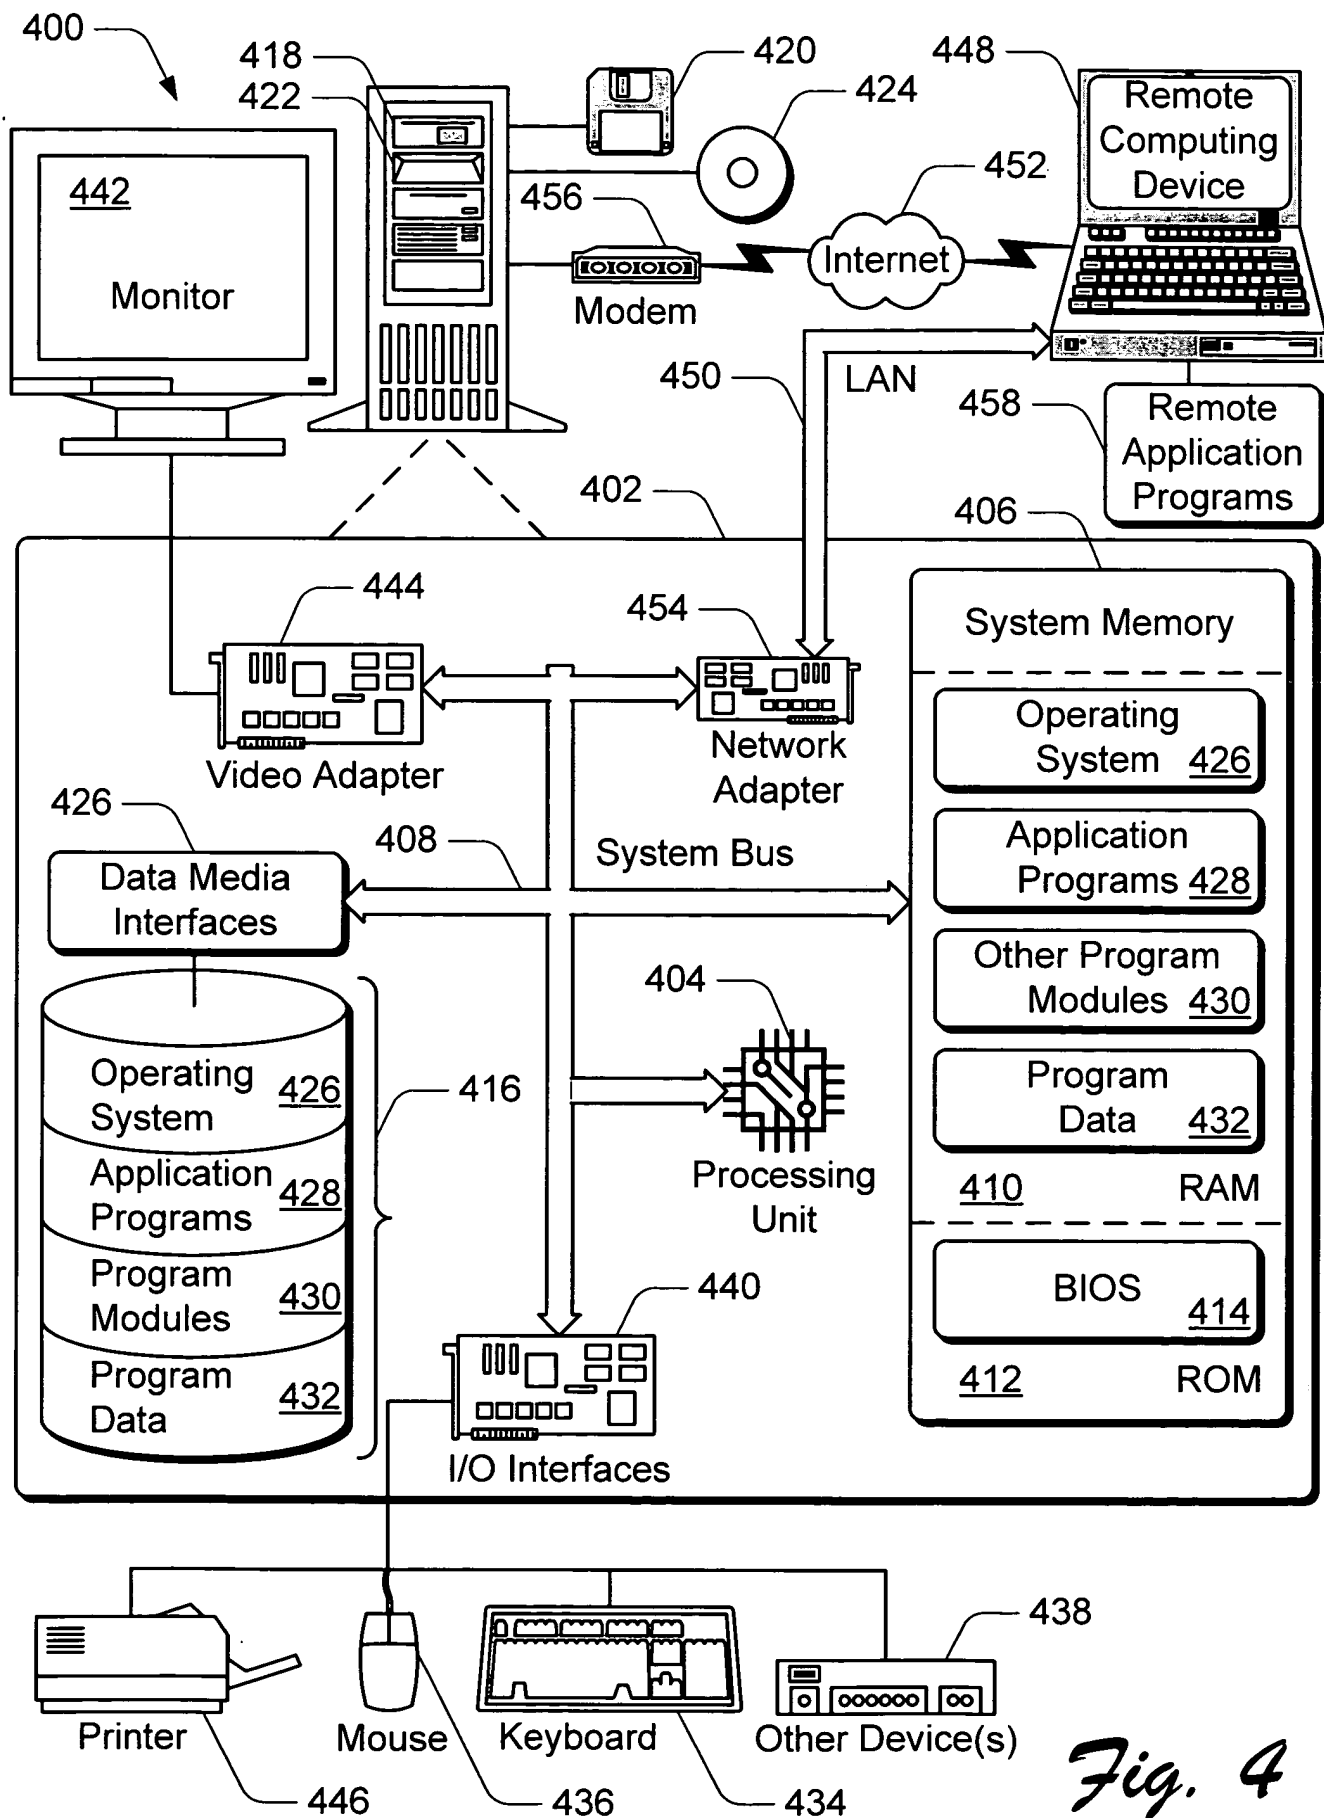 400
418
422
420
424
448
Remote
Computing
Device
442
Monitor
456
Modem
452
Internet
450
LAN
458
Remote
Application
Programs
402
406
444
Video Adapter
454
Network
Adapter
System Memory
Operating
System 426
Application
Programs 428
Other Program
Modules 430
Program
Data 432
410 RAM
BIOS
414
412 ROM
426
Data Media
Interfaces
408
System Bus
404
Processing
Unit
Operating
System 426
Application
Programs 428
Program
Modules 430
Program
Data 432
416
440
I/O Interfaces
Printer
446
Mouse
436
Keyboard
434
438
Other Device(s)
Fig. 4